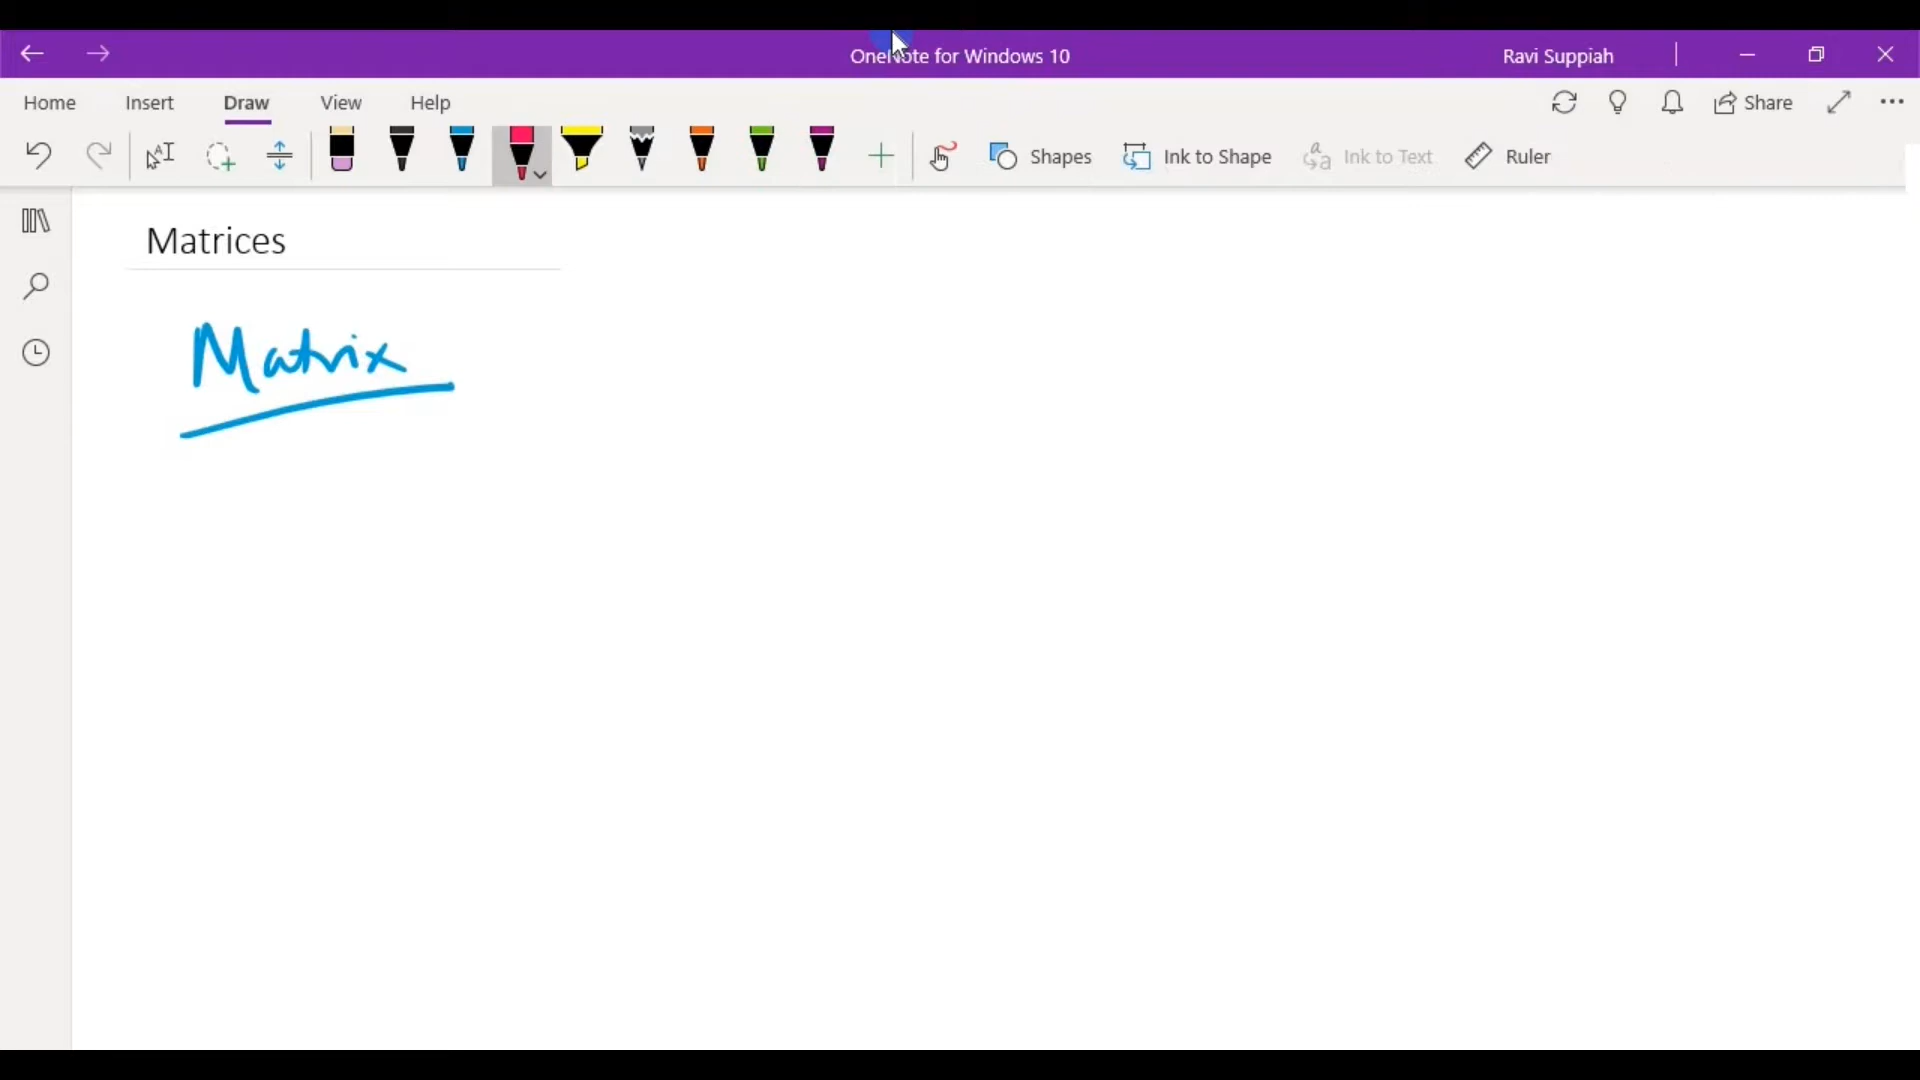 OneNote for Windows 10 Ravi Suppiah
Home Insert Draw View Help Share
Shapes Ink to Shape Ink to Text Ruler
Matrices
Matrix